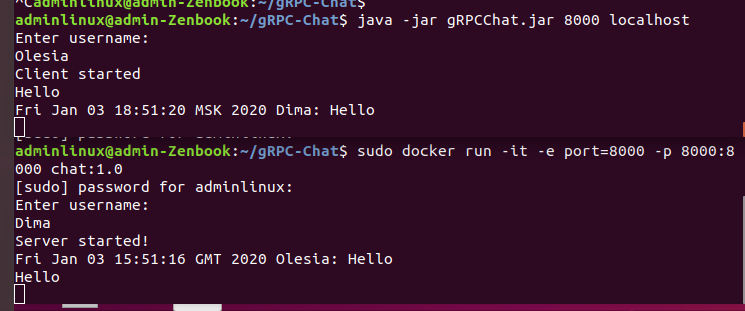 ^Cadminlinux@admin-Zenbook:~/gRPC-Chat$
adminlinux@admin-Zenbook:~/gRPC-Chat$ java -jar gRPCChat.jar 8000 localhost
Enter username:
Olesia
Client started
Hello
Fri Jan 03 18:51:20 MSK 2020 Dima: Hello
adminlinux@admin-Zenbook:~/gRPC-Chat$ sudo docker run -it -e port=8000 -p 8000:8
000 chat:1.0
[sudo] password for adminlinux:
Enter username:
Dima
Server started!
Fri Jan 03 15:51:16 GMT 2020 Olesia: Hello
Hello